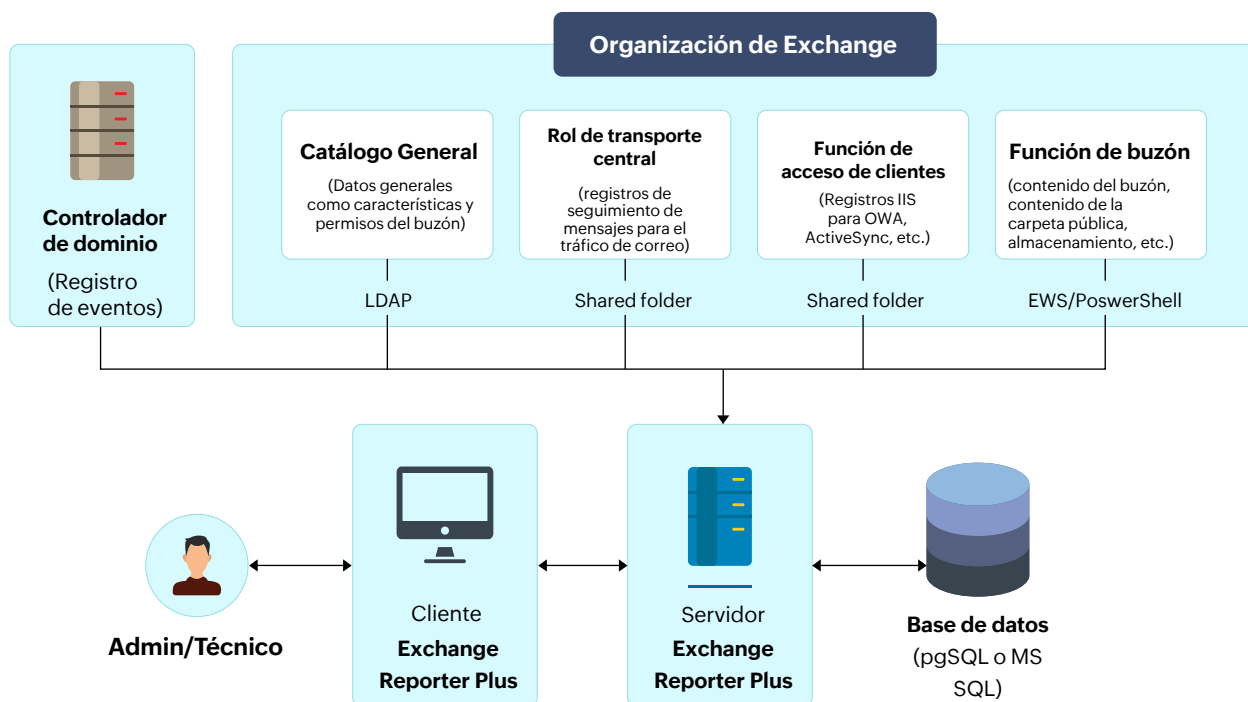 Organización de Exchange
Controlador
de dominio
(Registro
de eventos)
Catálogo General
(Datos generales
como características y
permisos del buzón)
LDAP
Rol de transporte
central
(registros de
seguimiento de
mensajes para el
tráfico de correo)
Shared folder
Función de
acceso de clientes
(Registros IIS
para OWA,
ActiveSync, etc.)
Shared folder
Función de buzón
(contenido del buzón,
contenido de la
carpeta pública,
almacenamiento, etc.)
EWS/PoswerShell
Admin/Técnico
Cliente
Exchange
Reporter Plus
Servidor
Exchange
Reporter Plus
Base de datos
(pgSQL o MS
SQL)